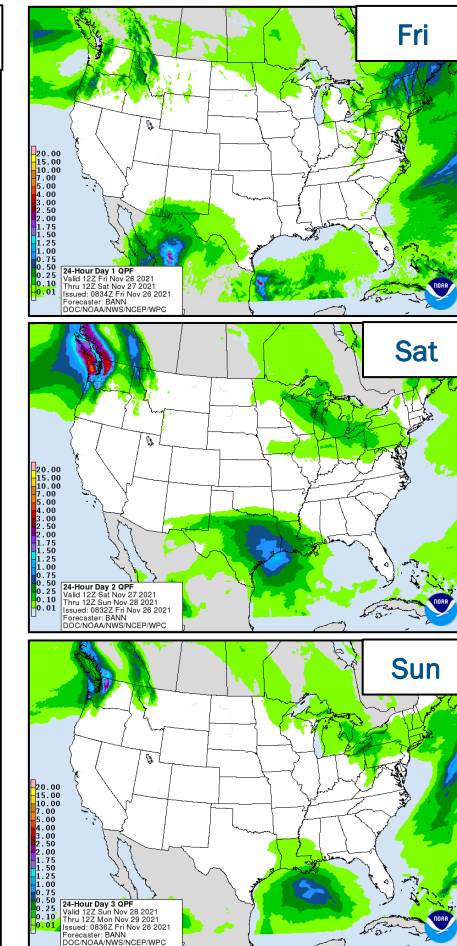 Fri
20.00
15.00
10.00
7.00
5.00
4.00
3.00
2.50
2.00
1.75
1.50
1.25
1.00
0.75
0.50
0.25
0.10
0.01
24-Hour Day 1 QPF
Valid 12Z Fri Nov 26 2021
Thru 12Z Sat Nov 27 2021
Issued: 0834Z Fri Nov 26 2021
Forecaster: BANN
DOC/NOAA/NWS/NCEP/WPC
NOAA
Sat
20.00
15.00
10.00
7.00
5.00
4.00
3.00
2.50
2.00
1.75
1.50
1.25
1.00
0.75
0.50
0.25
0.10
0.01
24-Hour Day 2 QPF
Valid 12Z Sat Nov 27 2021
Thru 12Z Sun Nov 28 2021
Issued: 0832Z Fri Nov 26 2021
Forecaster: BANN
DOC/NOAA/NWS/NCEP/WPC
NOAA
Sun
20.00
15.00
10.00
7.00
5.00
4.00
3.00
2.50
2.00
1.75
1.50
1.25
1.00
0.75
0.50
0.25
0.10
0.01
24-Hour Day 3 QPF
Valid 12Z Sun Nov 28 2021
Thru 12Z Mon Nov 29 2021
Issued: 0836Z Fri Nov 26 2021
Forecaster: BANN
DOC/NOAA/NWS/NCEP/WPC
NOAA